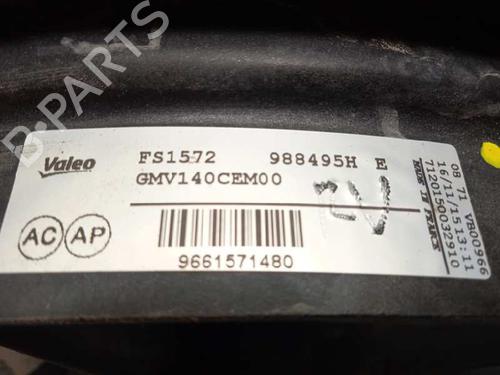 Valeo
FS1572 988495H E
GMV140CEM00
AC AP
9661571480
08 71 VB00966
16/11/15 13:11
7120150032910
MADE IN FRANCE
B-PARTS